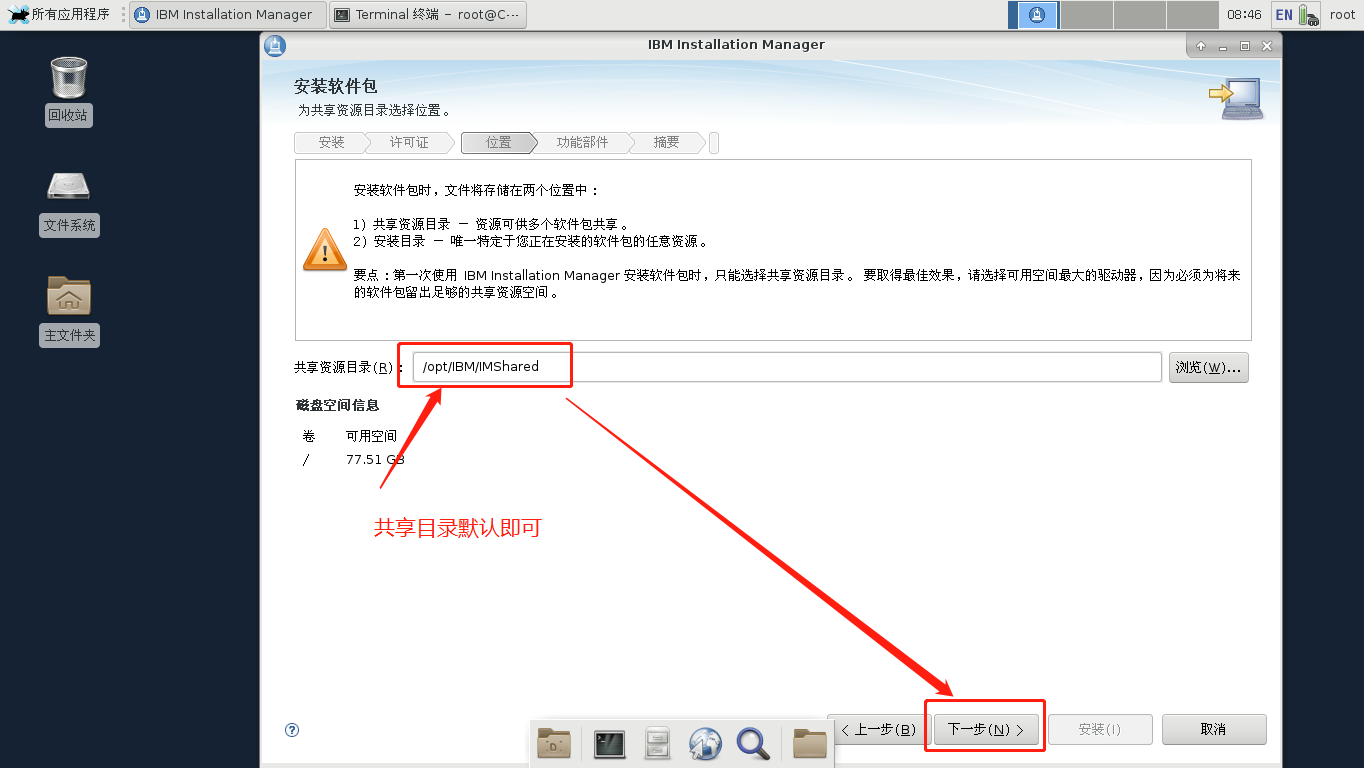 所有应用程序
IBM Installation Manager
Terminal 终端 - root@C···
08:46
EN
root
IBM Installation Manager
回收站
文件系统
主文件夹
安装软件包
为共享资源目录选择位置。
安装
许可证
位置
功能部件
摘要
安装软件包时，文件将存储在两个位置中：
1）共享资源目录 － 资源可供多个软件包共享。
2）安装目录 － 唯一特定于您正在安装的软件包的任意资源。
要点：第一次使用 IBM Installation Manager 安装软件包时，只能选择共享资源目录。 要取得最佳效果，请选择可用空间最大的驱动器，因为必须为将来
的软件包留出足够的共享资源空间。
共享资源目录(R)：
/opt/IBM/IMShared
浏览(W)...
磁盘空间信息
卷 可用空间
/ 77.51 GB
共享目录默认即可
< 上一步(B)
下一步(N) >
安装(I)
取消